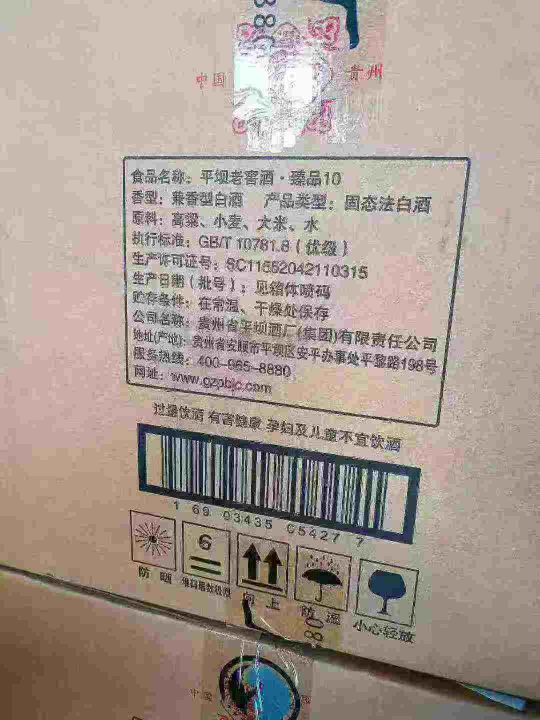 中国 贵州
食品名称：平坝老窖酒·臻品10
香型：兼香型白酒 产品类型：固态法白酒
原料：高粱、小麦、大米、水
执行标准：GB/T 10781.8（优级）
生产许可证号：SC11552042110315
生产日期（批号）：见箱体喷码
贮存条件：在常温、干燥处保存
公司名称：贵州省平坝酒厂(集团)有限责任公司
地址(产地)：贵州省安顺市平坝区安平办事处平黎路198号
服务热线：400-965-8880
网址：www.gzpbjc.com
过量饮酒 有害健康 孕妇及儿童不宜饮酒
1 69 93435 05427 7
6
防晒 堆码层数极限 向上 防湿 小心轻放
中国